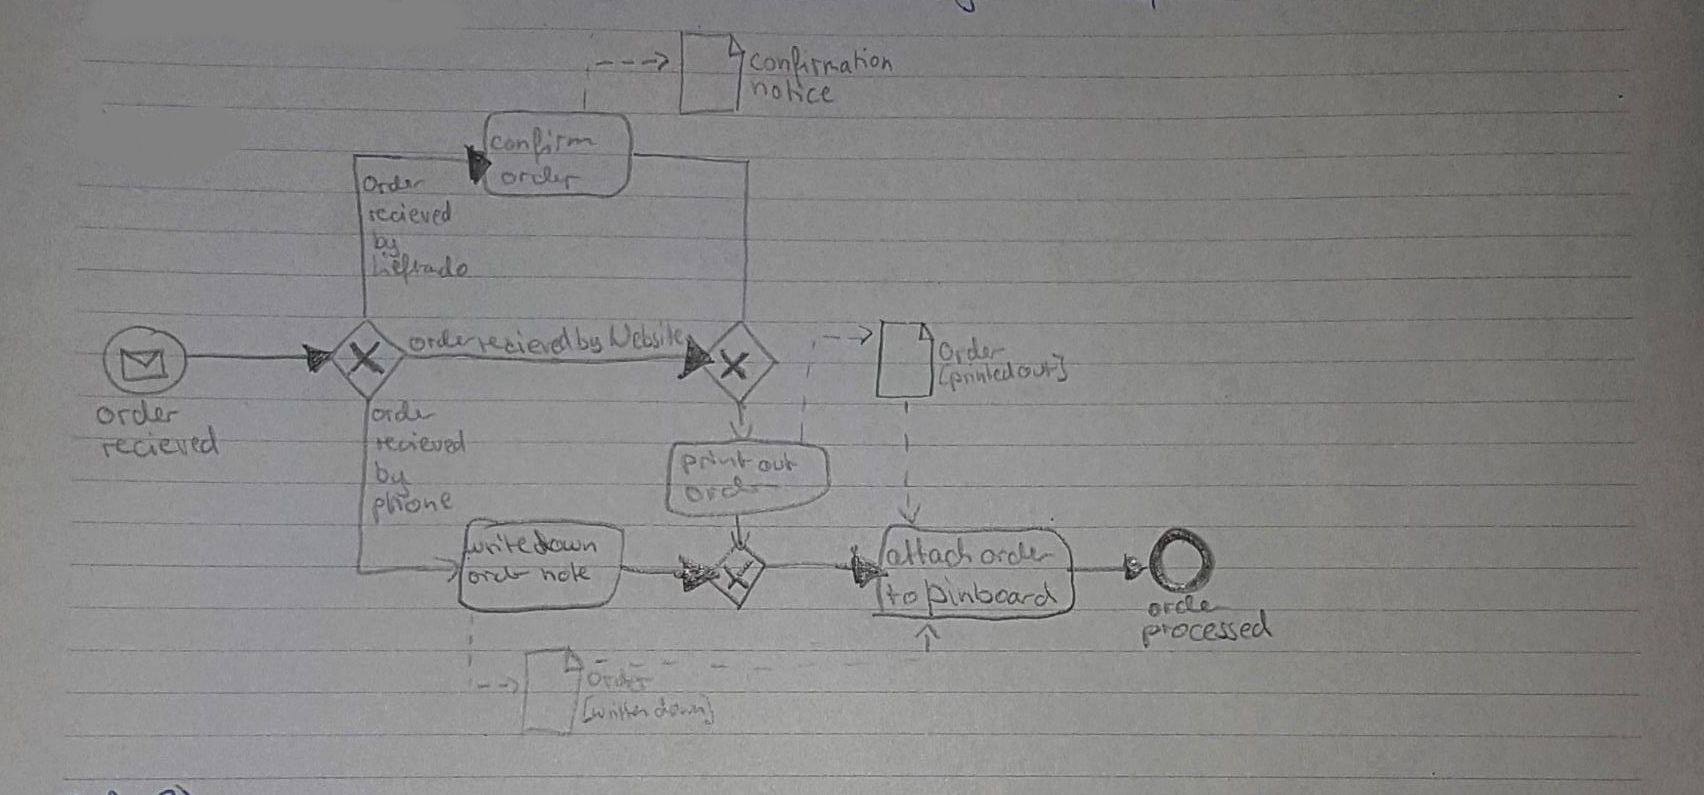 confirmation
notice
confirm
order
Order
recieved
by
order recieved by Website
Order
[printed out]
order
recieved
order
recieved
by
phone
print out
order
write down
order note
attach order
to pinboard
order
processed
Order
[written down]